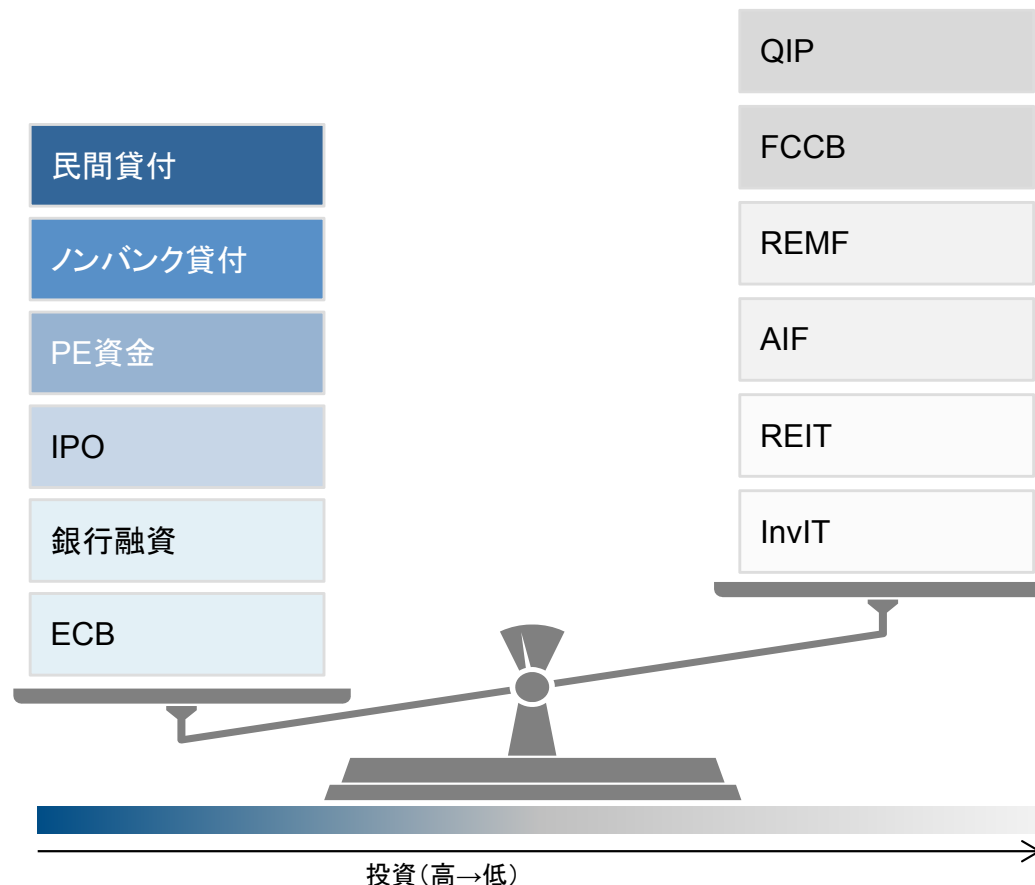 民間貸付
ノンバンク貸付
PE資金
IPO
銀行融資
ECB
QIP
FCCB
REMF
AIF
REIT
InvIT
投資（高→低）